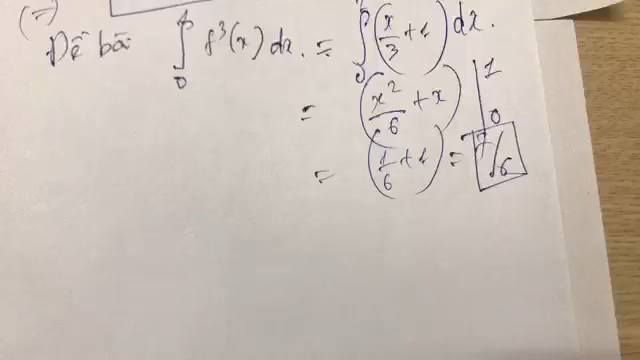 (=)
Đề bài ∫₀¹ f³(x) dx. = ∫₀¹ (x/3 + 1) dx.
= (x²/6 + x) |₀¹
= (1/6 + 1) = 7/6